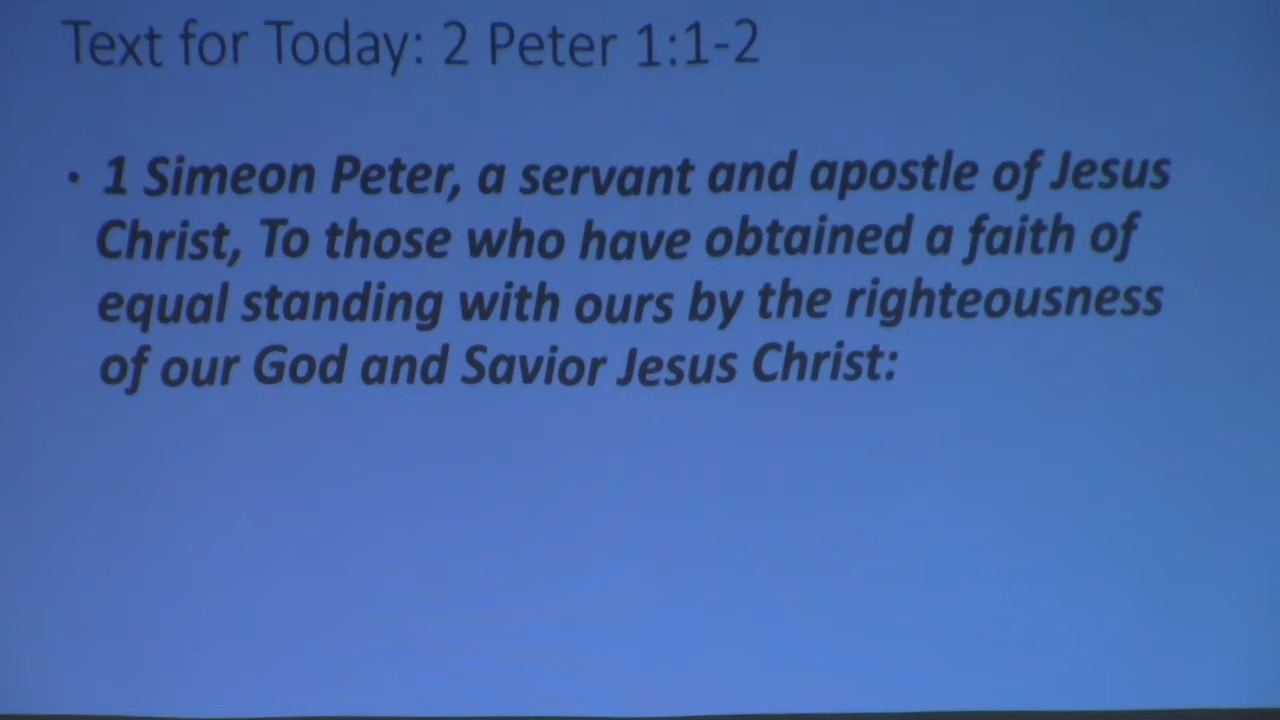 Text for Today: 2 Peter 1:1-2
• 1 Simeon Peter, a servant and apostle of Jesus
Christ, To those who have obtained a faith of
equal standing with ours by the righteousness
of our God and Savior Jesus Christ: